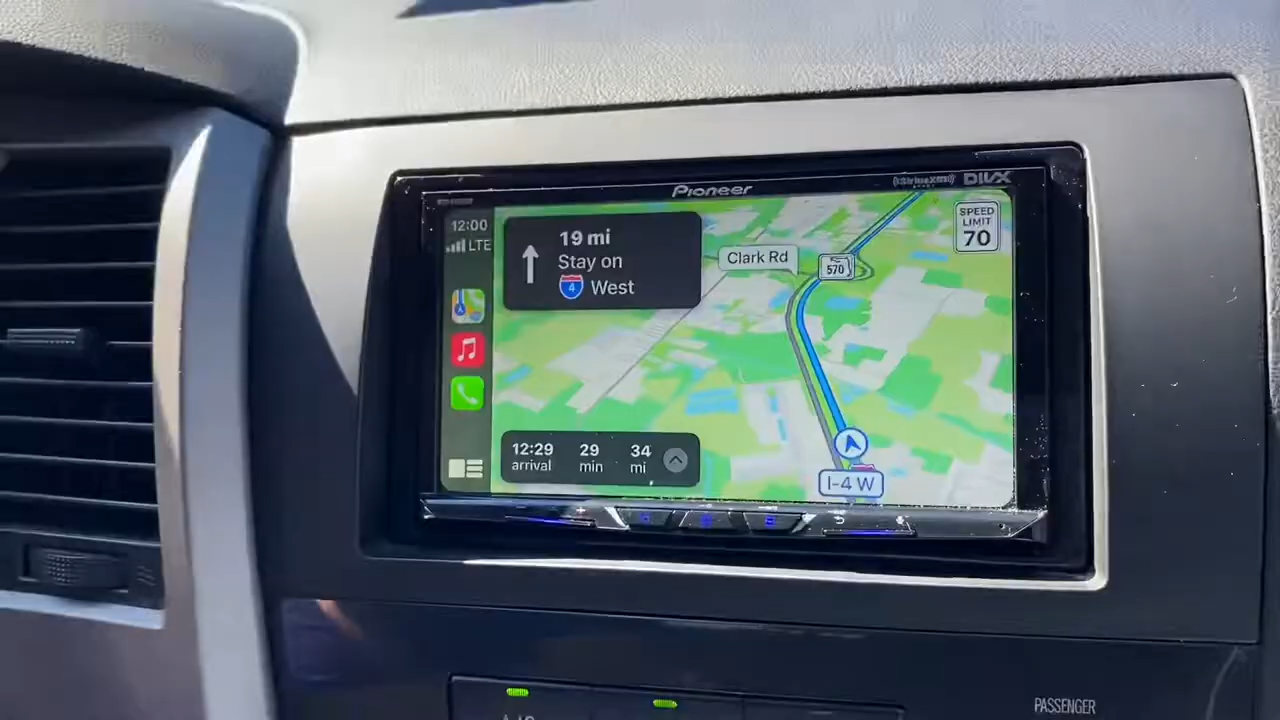 Pioneer
((SiriusXM))
DIVX
12:00
LTE
19 mi
Stay on
4 West
Clark Rd
570
SPEED
LIMIT
70
12:29 29 34
arrival min mi
I-4 W
PASSENGER